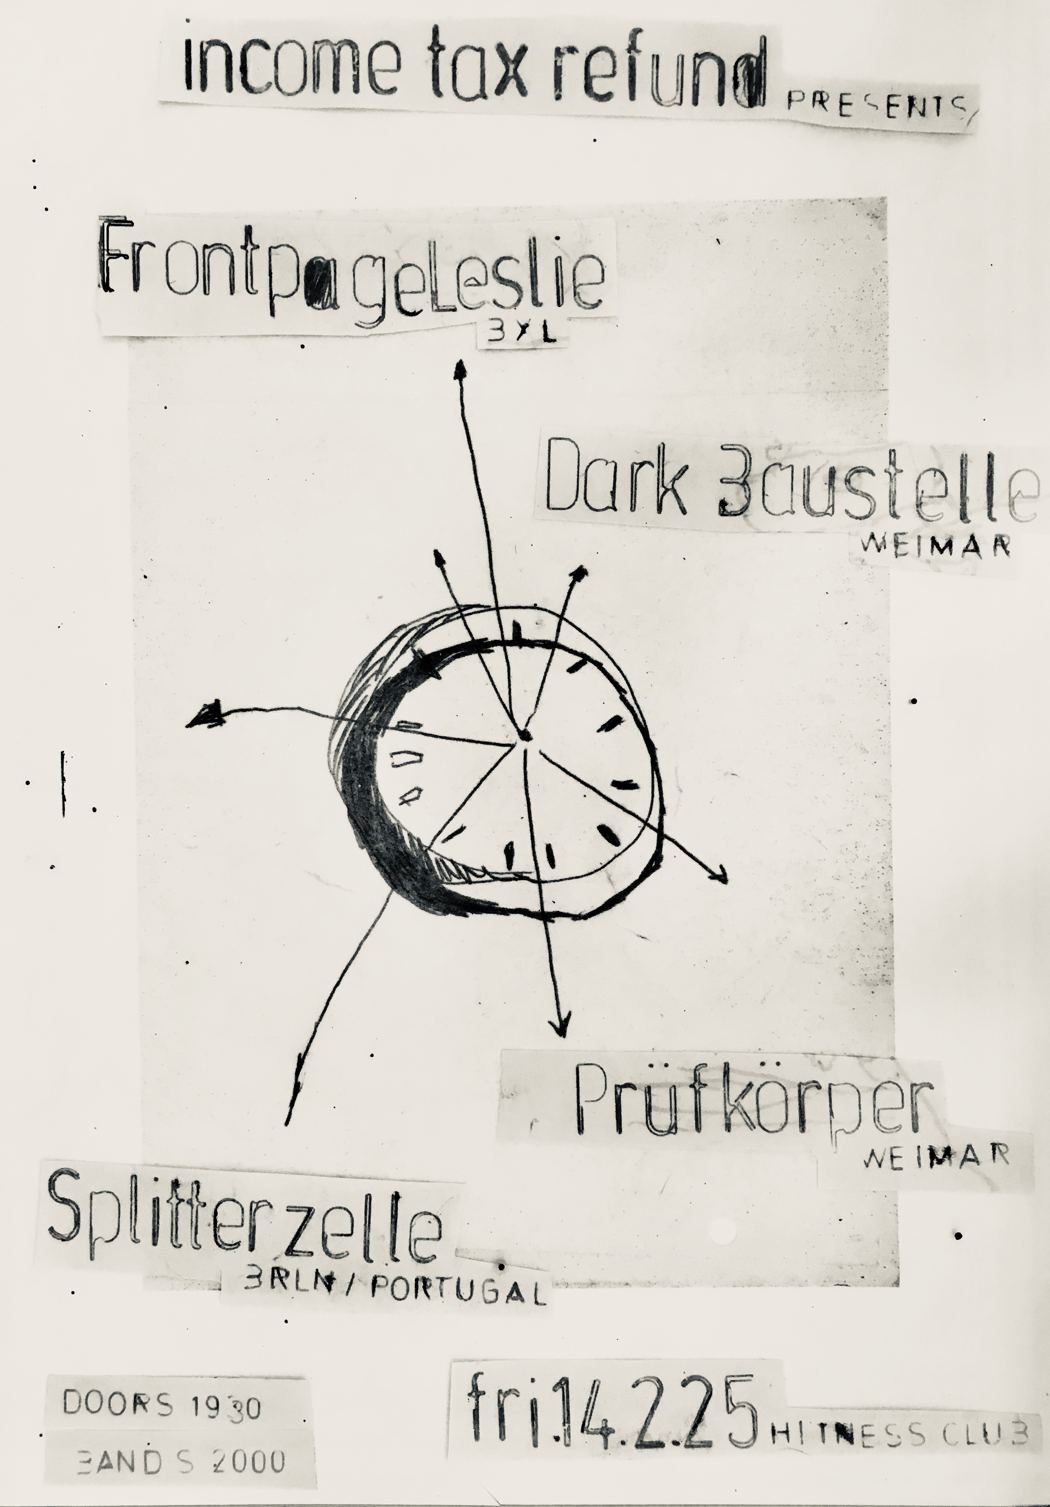 income tax refund PRESENTS/
FrontpageLeslie
BXL
Dark Baustelle
WEIMAR
Prüfkörper
WEIMAR
Splitterzelle
BRLN/PORTUGAL
DOORS 1930
BANDS 2000
fri.14.2.25 HITNESS CLUB